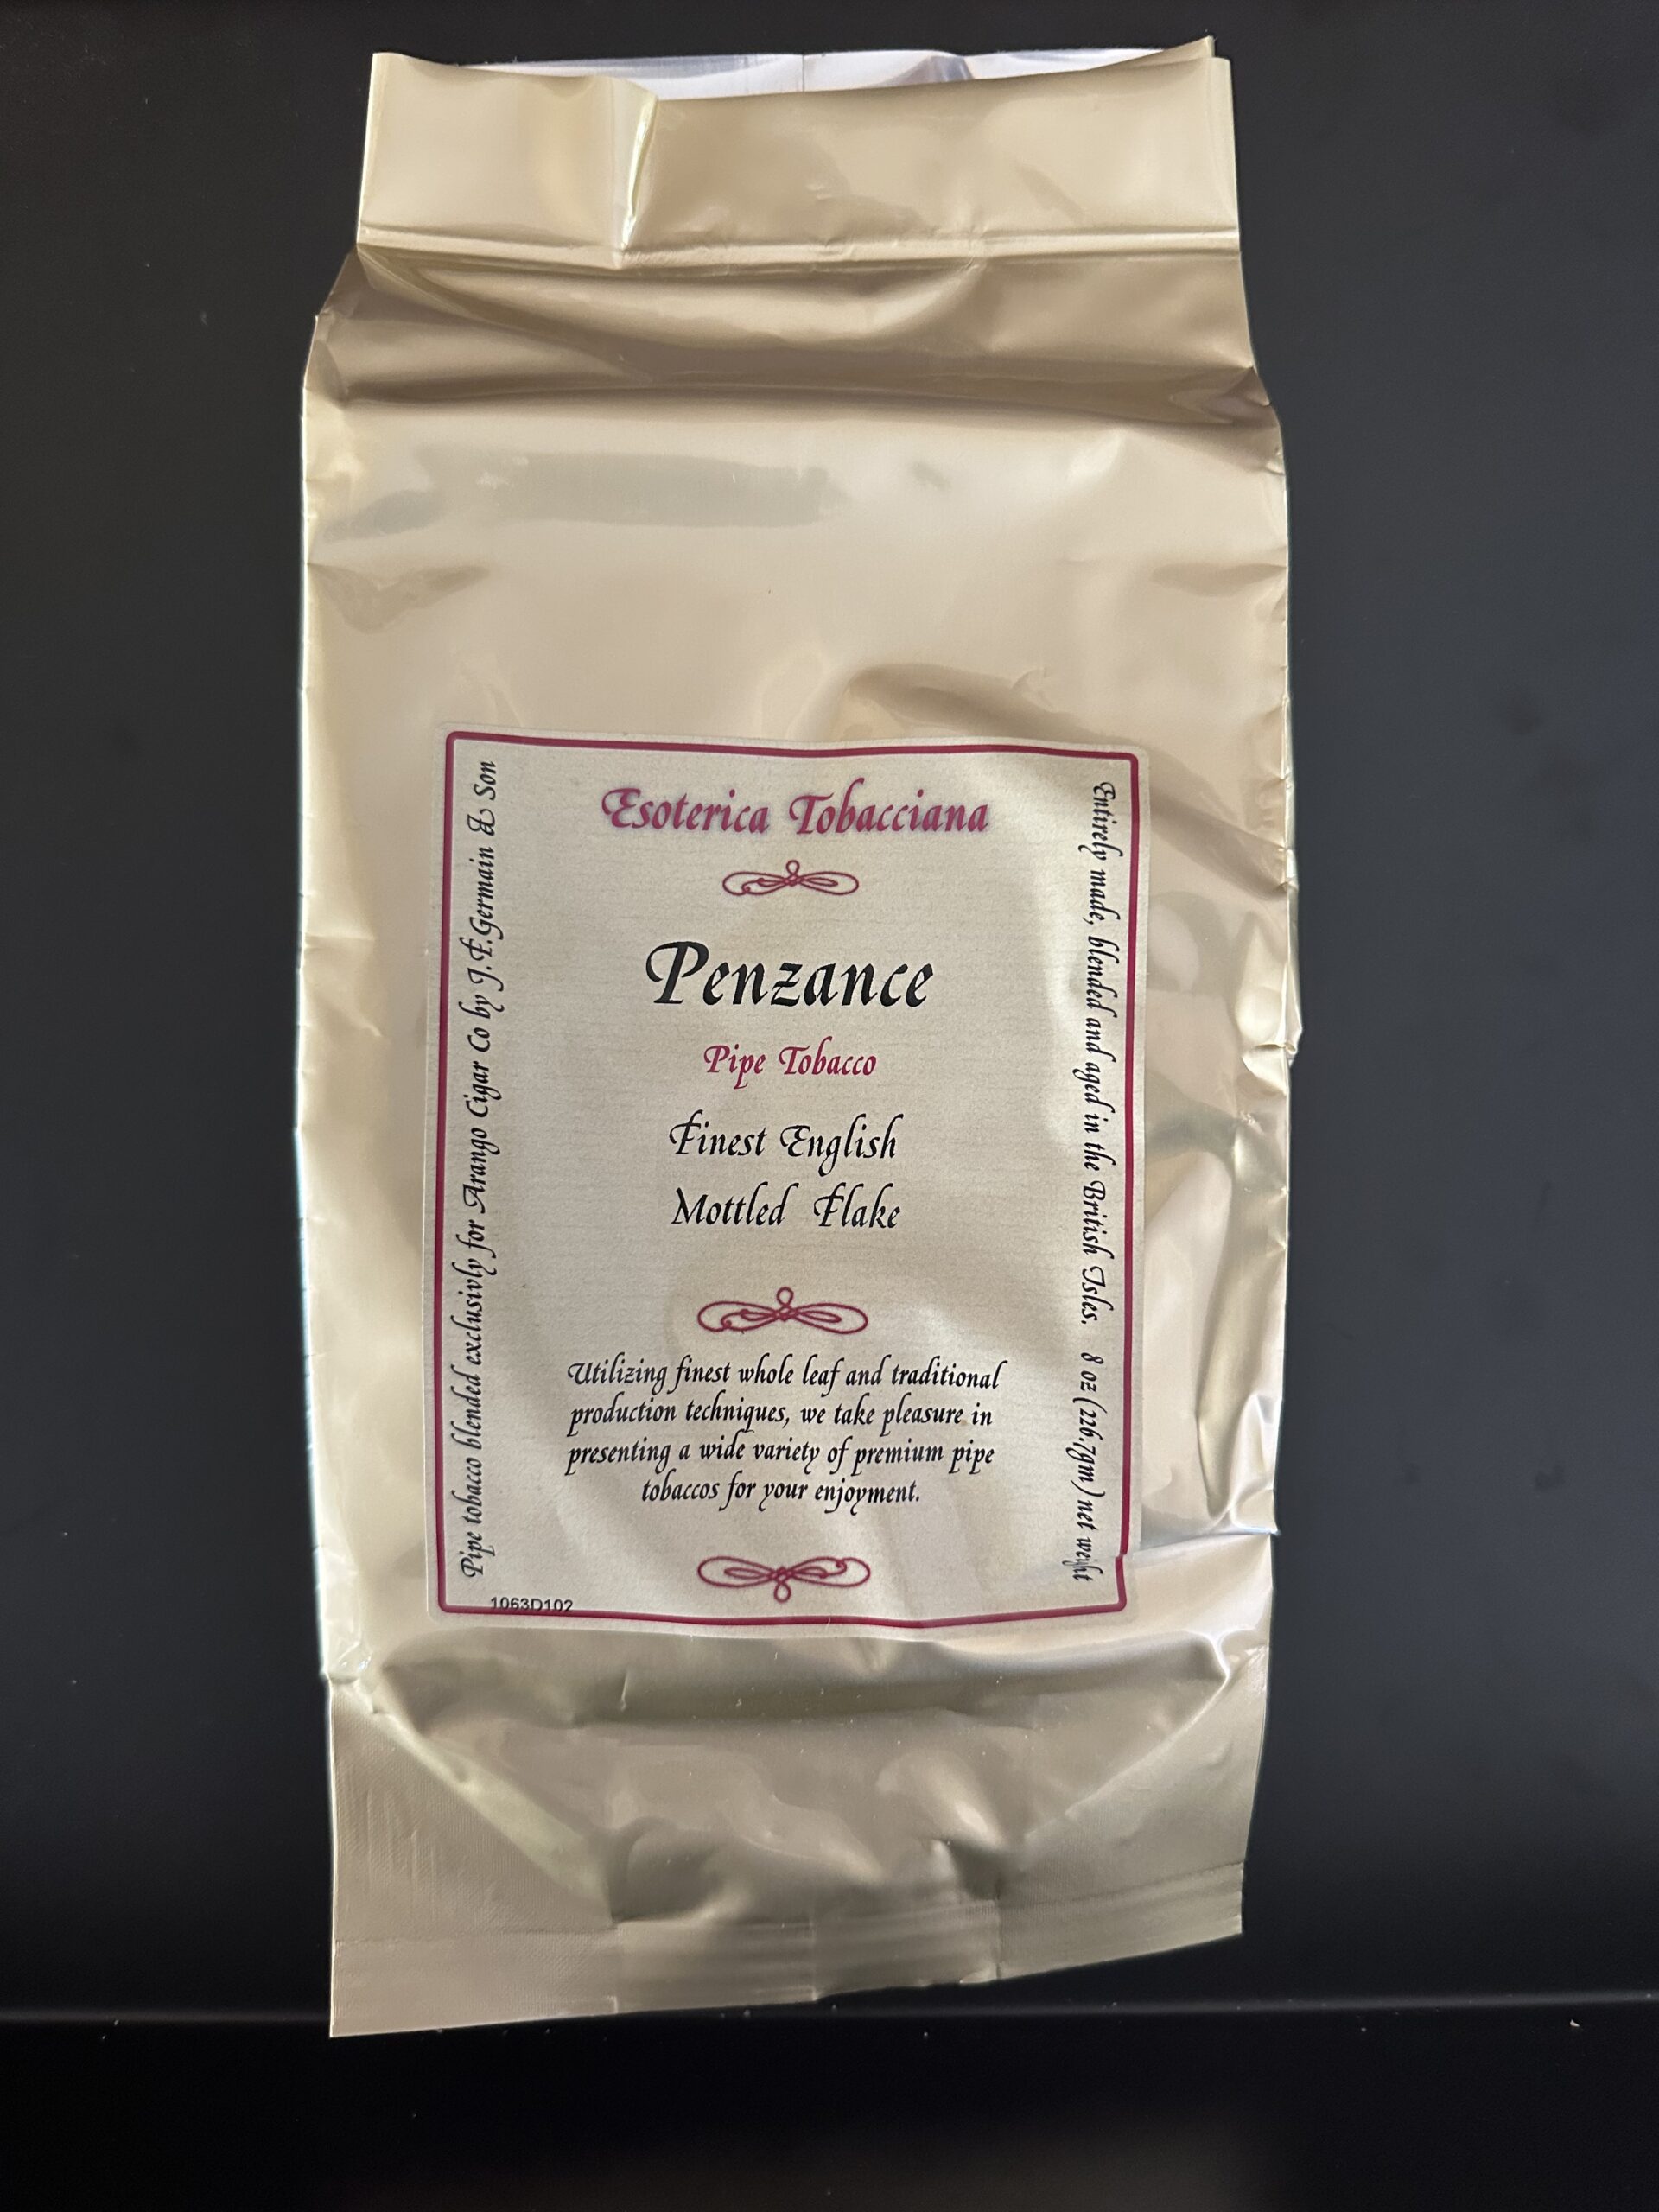 Esoterica Tobacciana
Penzance
Pipe Tobacco
Finest English
Mottled Flake
Utilizing finest whole leaf and traditional
production techniques, we take pleasure in
presenting a wide variety of premium pipe
tobaccos for your enjoyment.
Pipe tobacco blended exclusivly for Arango Cigar Co by J.F.Germain & Son
Entirely made, blended and aged in the British Isles. 8 oz (226.7gm) net weight
1063D102